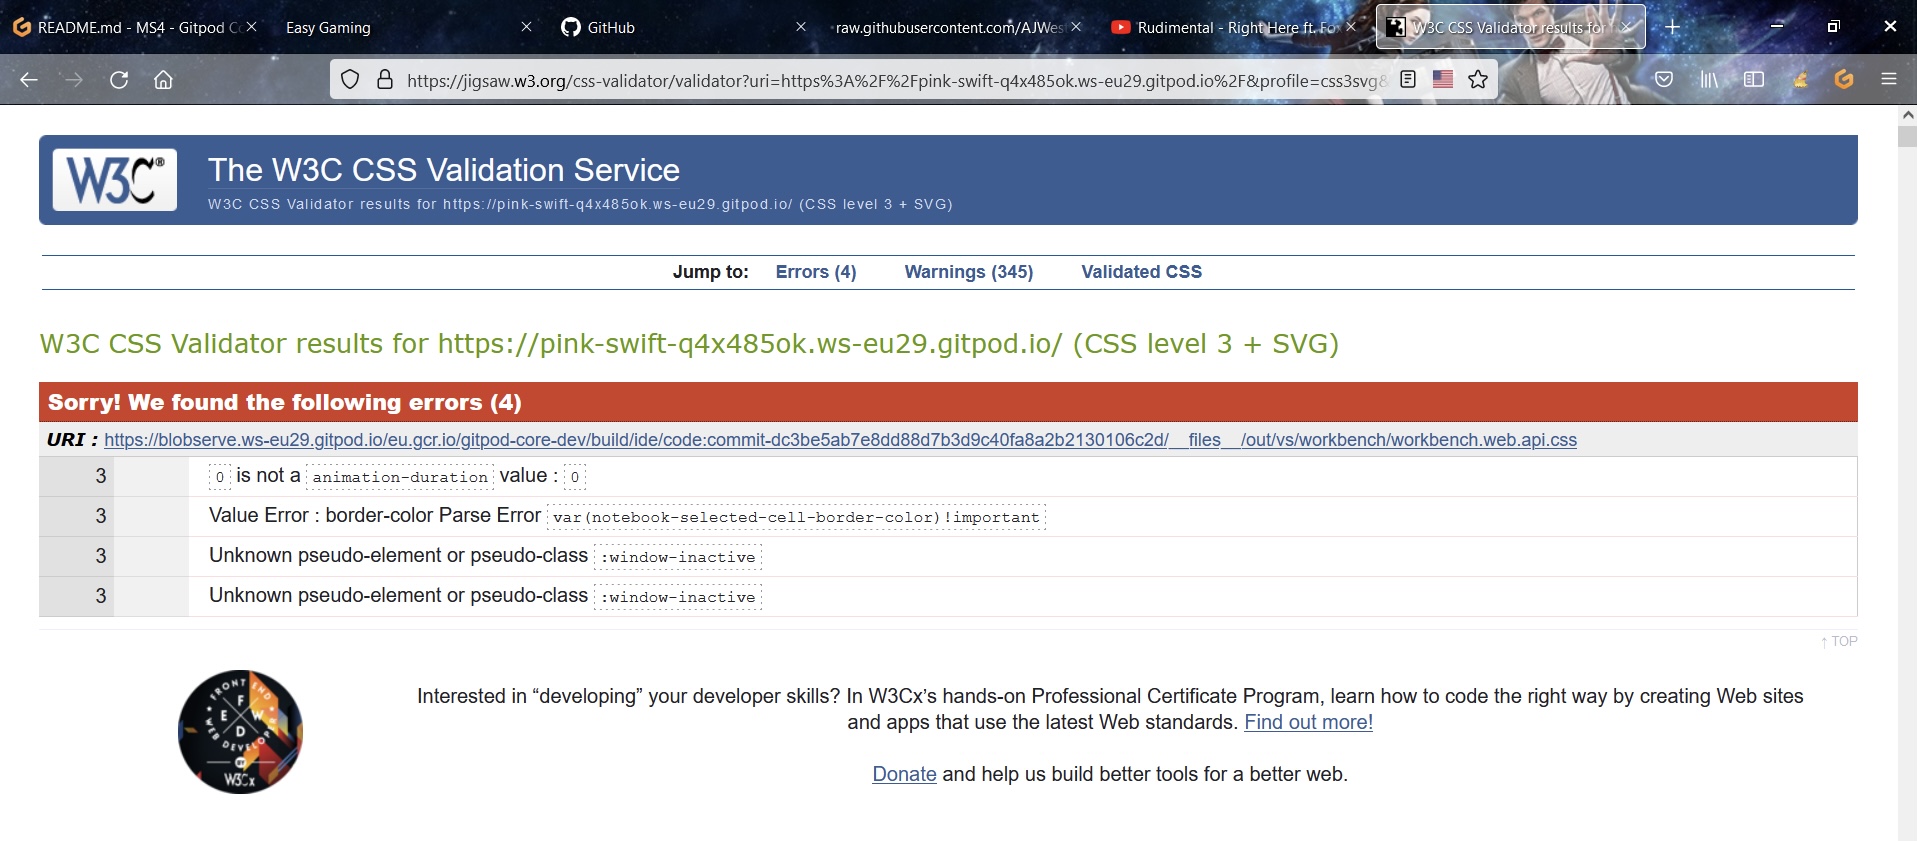 README.md - MS4 - Gitpod Co
Easy Gaming
GitHub
raw.githubusercontent.com/AJWes
Rudimental - Right Here ft. Fox
W3C CSS Validator results for
https://jigsaw.w3.org/css-validator/validator?uri=https%3A%2F%2Fpink-swift-q4x485ok.ws-eu29.gitpod.io%2F&profile=css3svg&
W3C®
The W3C CSS Validation Service
W3C CSS Validator results for https://pink-swift-q4x485ok.ws-eu29.gitpod.io/ (CSS level 3 + SVG)
Jump to: Errors (4) Warnings (345) Validated CSS
W3C CSS Validator results for https://pink-swift-q4x485ok.ws-eu29.gitpod.io/ (CSS level 3 + SVG)
Sorry! We found the following errors (4)
URI : https://blobserve.ws-eu29.gitpod.io/eu.gcr.io/gitpod-core-dev/build/ide/code:commit-dc3be5ab7e8dd88d7b3d9c40fa8a2b2130106c2d/__files__/out/vs/workbench/workbench.web.api.css
3 0 is not a animation-duration value : 0
3 Value Error : border-color Parse Error var(notebook-selected-cell-border-color)!important
3 Unknown pseudo-element or pseudo-class :window-inactive
3 Unknown pseudo-element or pseudo-class :window-inactive
↑ TOP
FRONT END
F E W D
WEB DEVELOPER
BY
W3Cx
Interested in “developing” your developer skills? In W3Cx’s hands-on Professional Certificate Program, learn how to code the right way by creating Web sites
and apps that use the latest Web standards. Find out more!
Donate and help us build better tools for a better web.